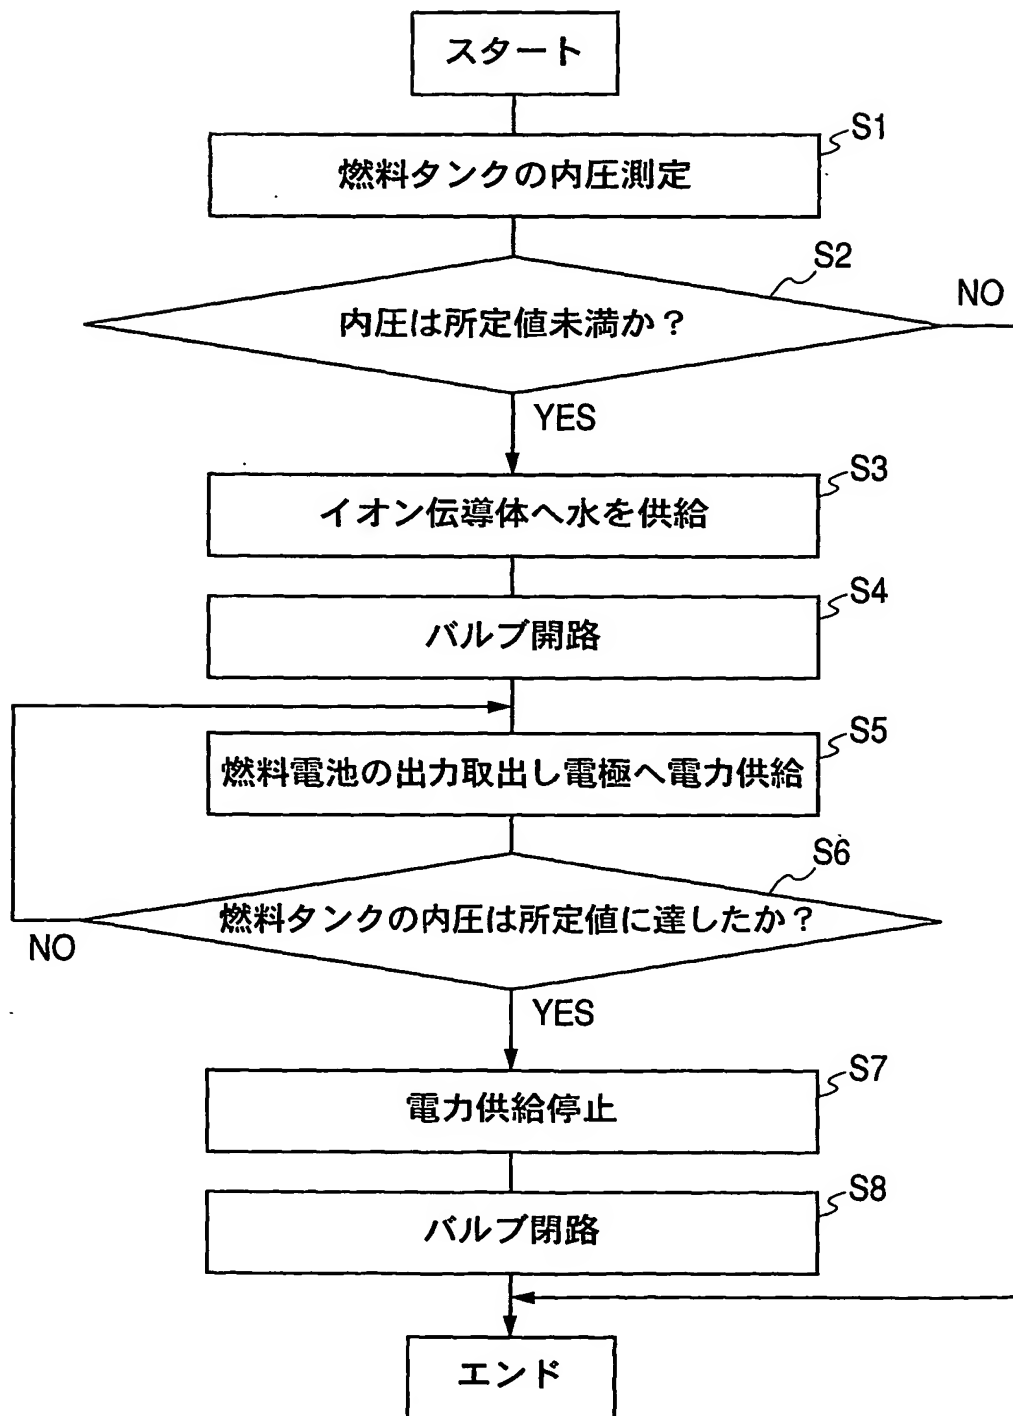 スタート
S1
燃料タンクの内圧測定
S2
内圧は所定値未満か？
NO
YES
S3
イオン伝導体へ水を供給
S4
バルブ開路
S5
燃料電池の出力取出し電極へ電力供給
S6
燃料タンクの内圧は所定値に達したか？
NO
YES
S7
電力供給停止
S8
バルブ閉路
エンド